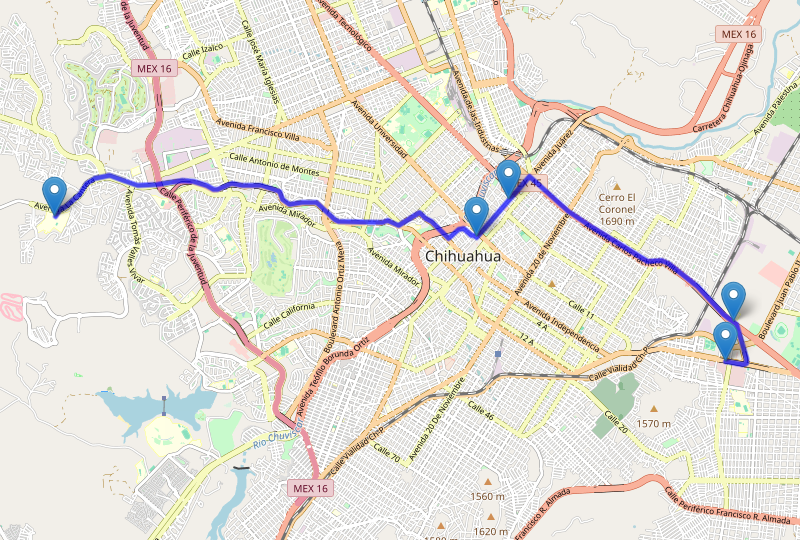 de la Juventud
Calle Izalco
Calle José María Iglesias
Avenida Tecnológico
MEX 16
MEX 16
Avenida de las Industrias
Carretera Chihuahua-Ojinaga
Avenida Palestina
Avenida Francisco Villa
Avenida Universidad
Avenida Juárez
Calle Antonio de Montes
Calle Periférico de la Juventud
Avenida Tomás Valles Vivar
Avenida Mirador
Cerro El
Coronel
1690 m
Avenida Carlos Pacheco Villa
Chihuahua
Avenida Mirador
Avenida 20 de Noviembre
Boulevard Antonio Ortiz Mena
Calle California
Calle 11
Avenida Independencia
4 A
12 A
Boulevard Juan Pablo II
Avenida Teófilo Borunda Ortiz
Calle Vialidad Ch-P
Calle 46
Calle 20
1570 m
Avenida 20 De Noviembre
Río Chuvíscar
Calle 70
Calle Vialidad Ch-P
MEX 16
1560 m
1620 m
Francisco R. Almada
Calle Periférico Francisco R. Almada